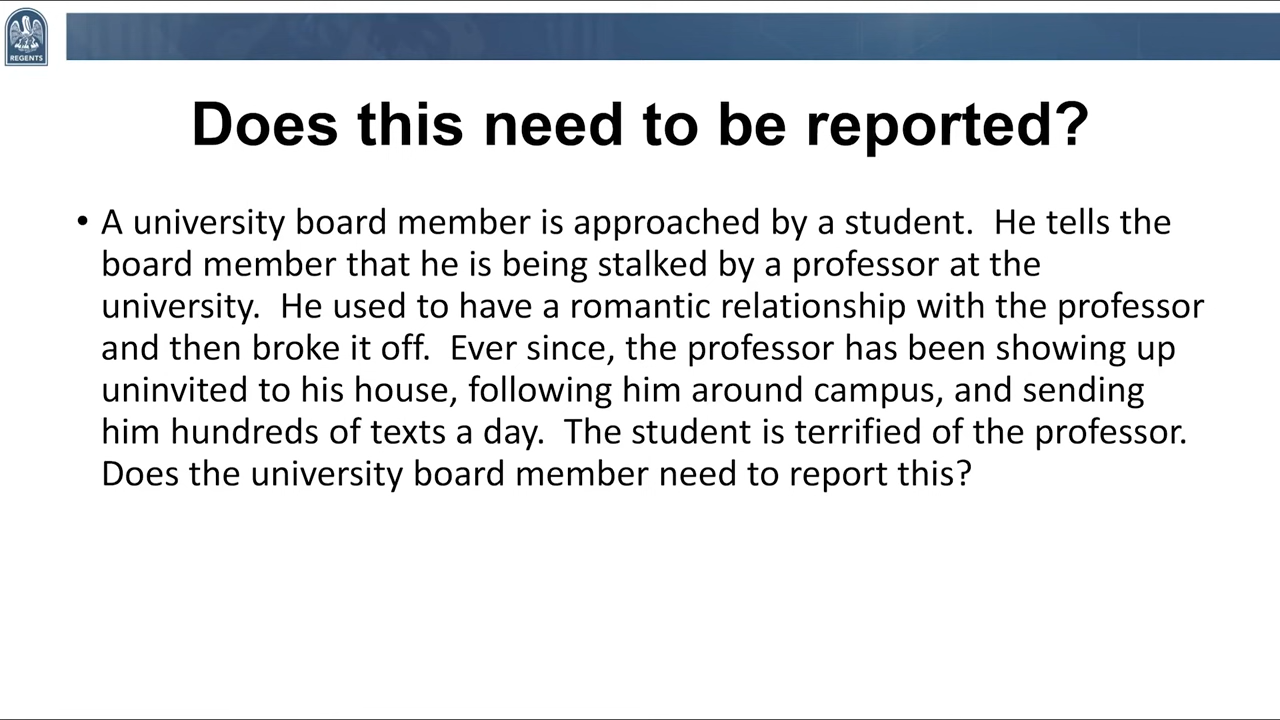 REGENTS
Does this need to be reported?
• A university board member is approached by a student.  He tells the
board member that he is being stalked by a professor at the
university.  He used to have a romantic relationship with the professor
and then broke it off.  Ever since, the professor has been showing up
uninvited to his house, following him around campus, and sending
him hundreds of texts a day.  The student is terrified of the professor.
Does the university board member need to report this?